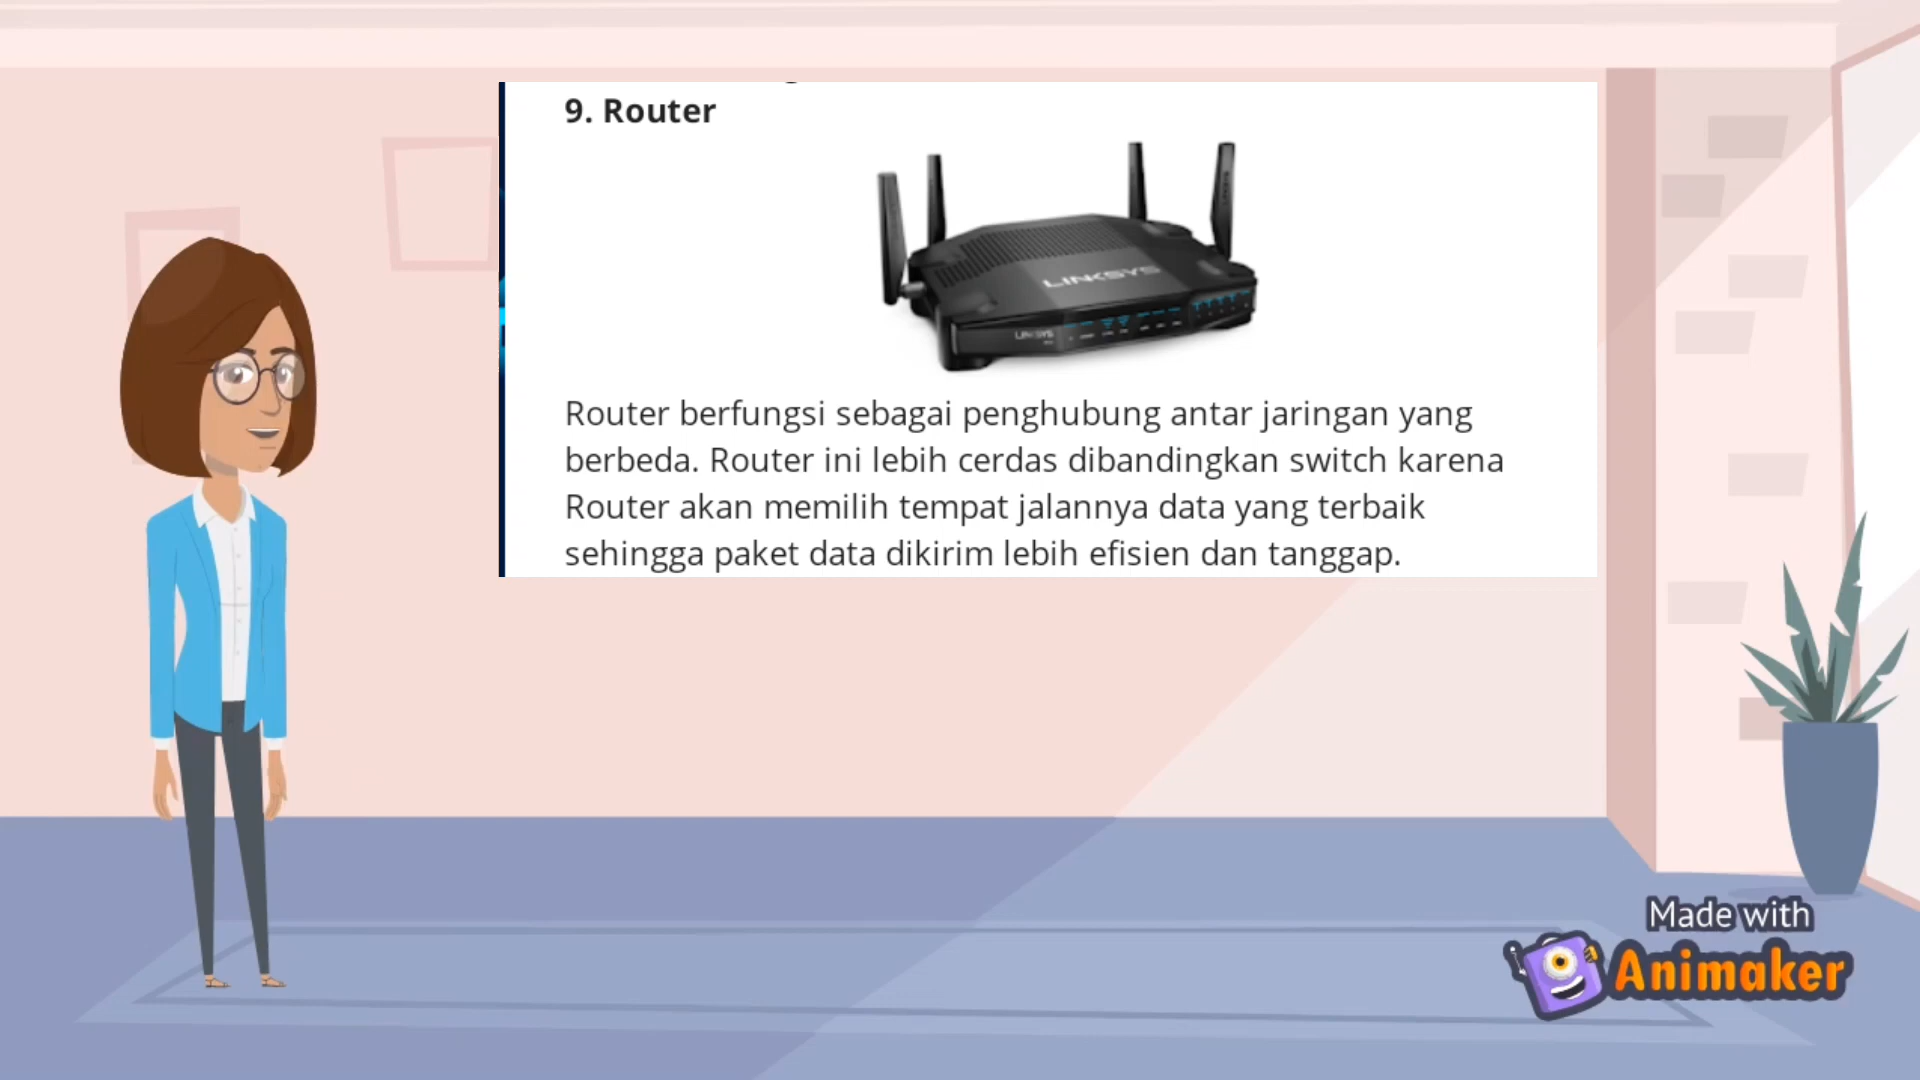 9. Router
LINKSYS
LINKSYS
Router berfungsi sebagai penghubung antar jaringan yang
berbeda. Router ini lebih cerdas dibandingkan switch karena
Router akan memilih tempat jalannya data yang terbaik
sehingga paket data dikirim lebih efisien dan tanggap.
Made with
Animaker